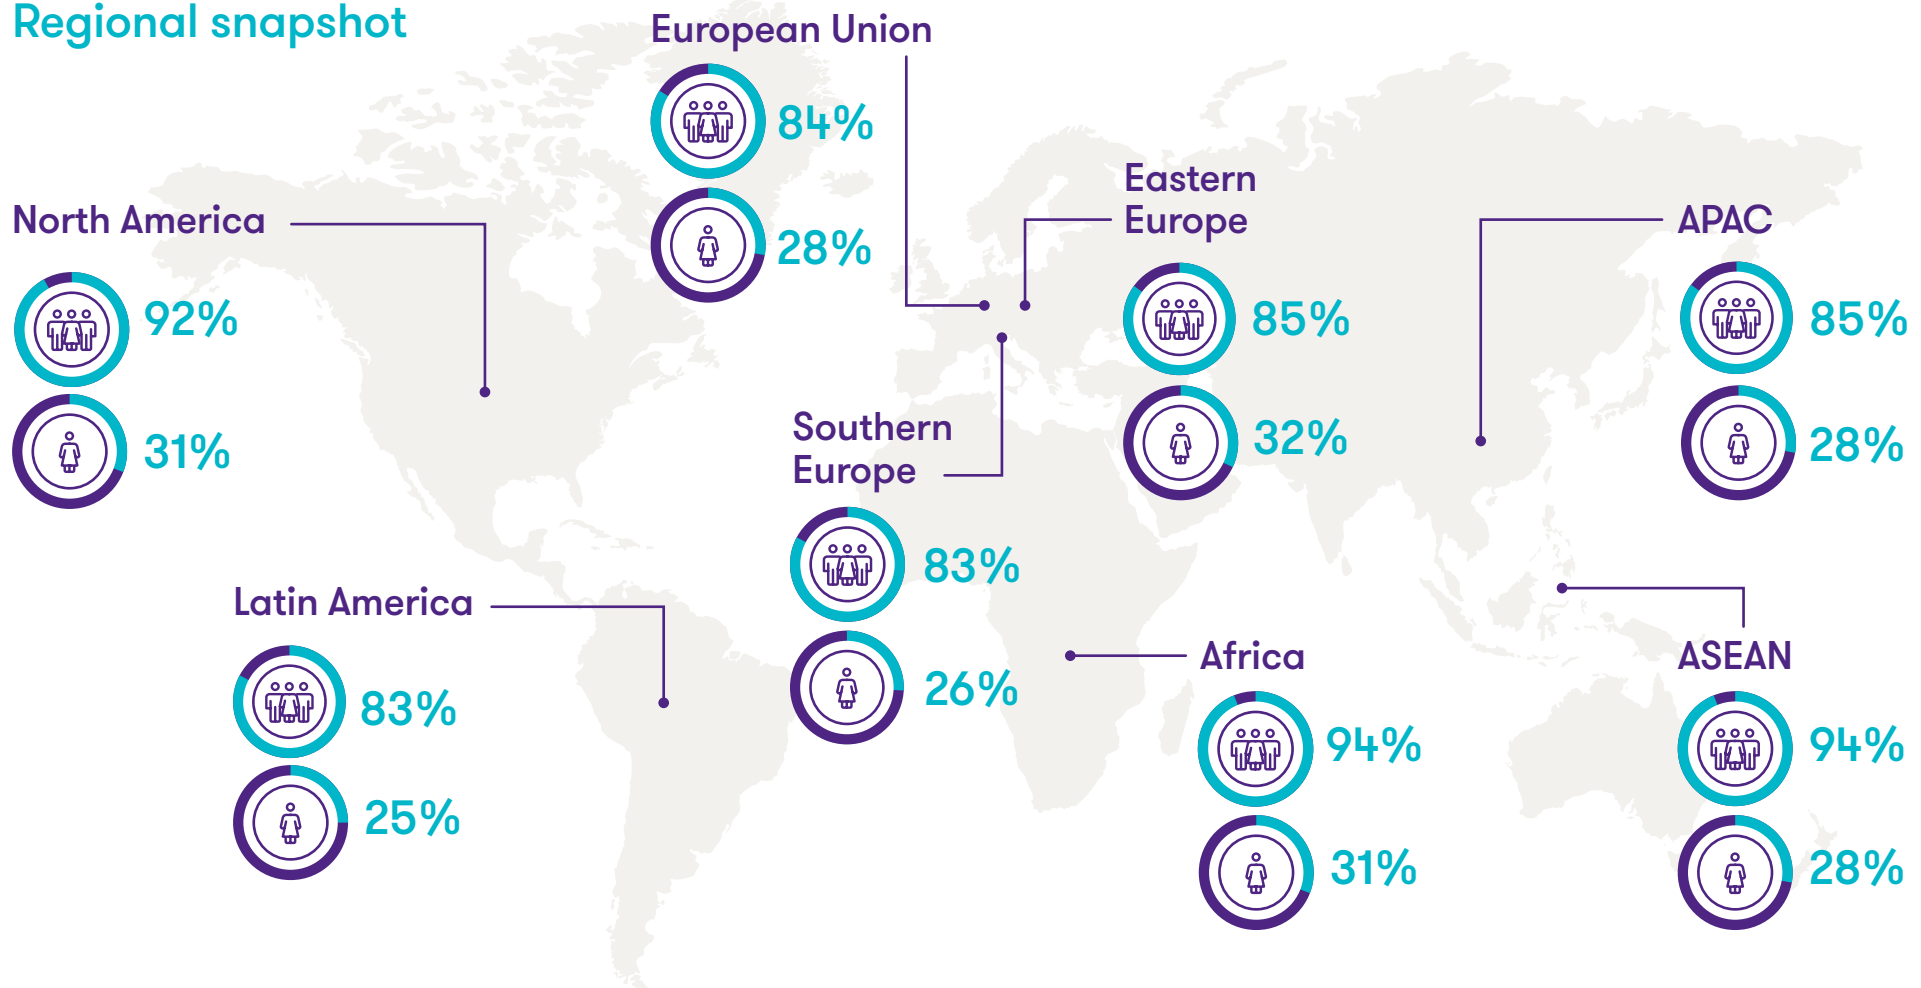 Regional snapshot
European Union
84%
28%
North America
92%
31%
Eastern
Europe
85%
32%
APAC
85%
28%
Southern
Europe
83%
26%
Latin America
83%
25%
Africa
94%
31%
ASEAN
94%
28%